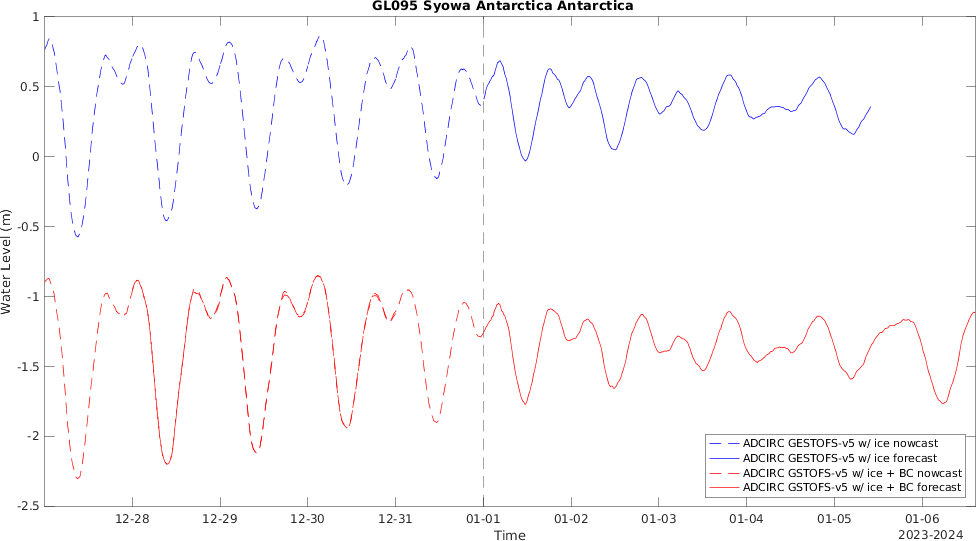 GL095 Syowa Antarctica Antarctica
1
0.5
0
-0.5
-1
-1.5
-2
-2.5
Water Level (m)
ADCIRC GESTOFS-v5 w/ ice nowcast
ADCIRC GESTOFS-v5 w/ ice forecast
ADCIRC GSTOFS-v5 w/ ice + BC nowcast
ADCIRC GSTOFS-v5 w/ ice + BC forecast
12-28 12-29 12-30 12-31 01-01 01-02 01-03 01-04 01-05 01-06
Time
2023-2024